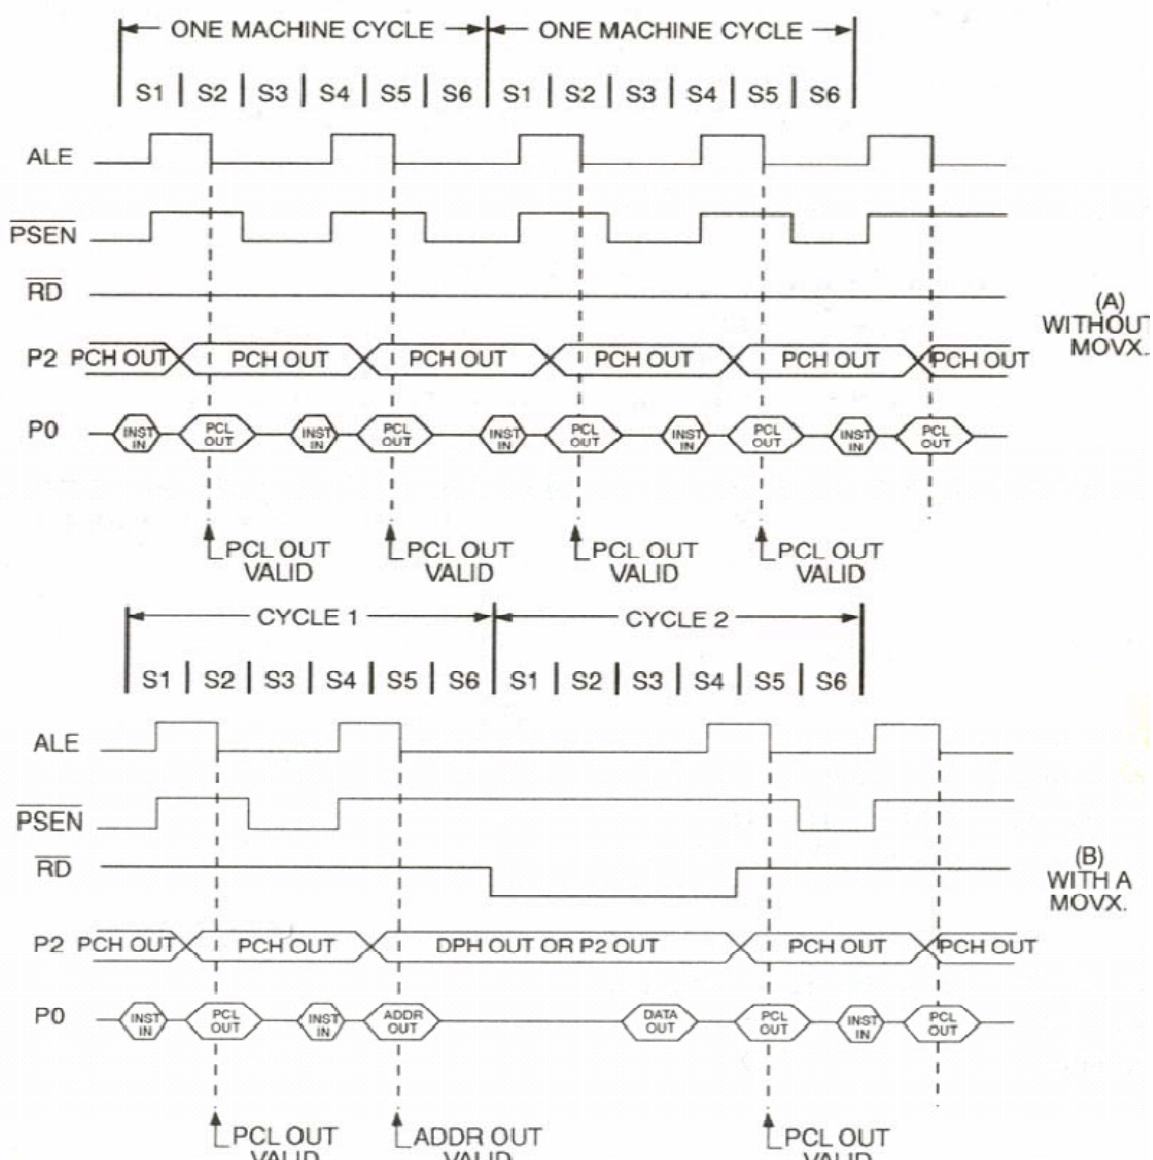 ONE MACHINE CYCLE ONE MACHINE CYCLE
S1 S2 S3 S4 S5 S6 S1 S2 S3 S4 S5 S6
ALE
PSEN
RD
(A)
WITHOUT
MOVX.
P2 PCH OUT PCH OUT PCH OUT PCH OUT PCH OUT PCH OUT
P0 INST IN PCL OUT INST IN PCL OUT INST IN PCL OUT INST IN PCL OUT INST IN PCL OUT
PCL OUT VALID PCL OUT VALID PCL OUT VALID PCL OUT VALID
CYCLE 1 CYCLE 2
S1 S2 S3 S4 S5 S6 S1 S2 S3 S4 S5 S6
ALE
PSEN
RD
(B)
WITH A
MOVX.
P2 PCH OUT PCH OUT DPH OUT OR P2 OUT PCH OUT PCH OUT
P0 INST IN PCL OUT INST IN ADDR OUT DATA OUT PCL OUT INST IN PCL OUT
PCL OUT VALID ADDR OUT VALID PCL OUT VALID